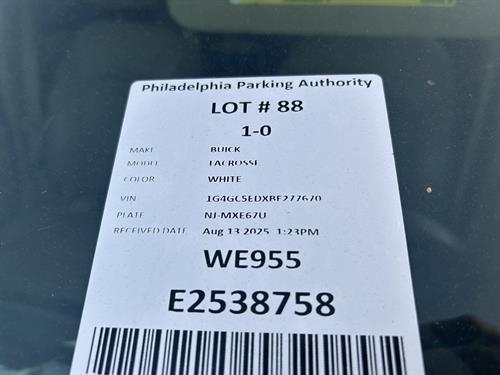 Philadelphia Parking Authority
LOT # 88
1-0
MAKE BUICK
MODEL LACROSSE
COLOR WHITE
VIN 1G4GC5EDXBF277670
PLATE NJ-MXE67U
RECEIVED DATE Aug 13 2025 1:23PM
WE955
E2538758